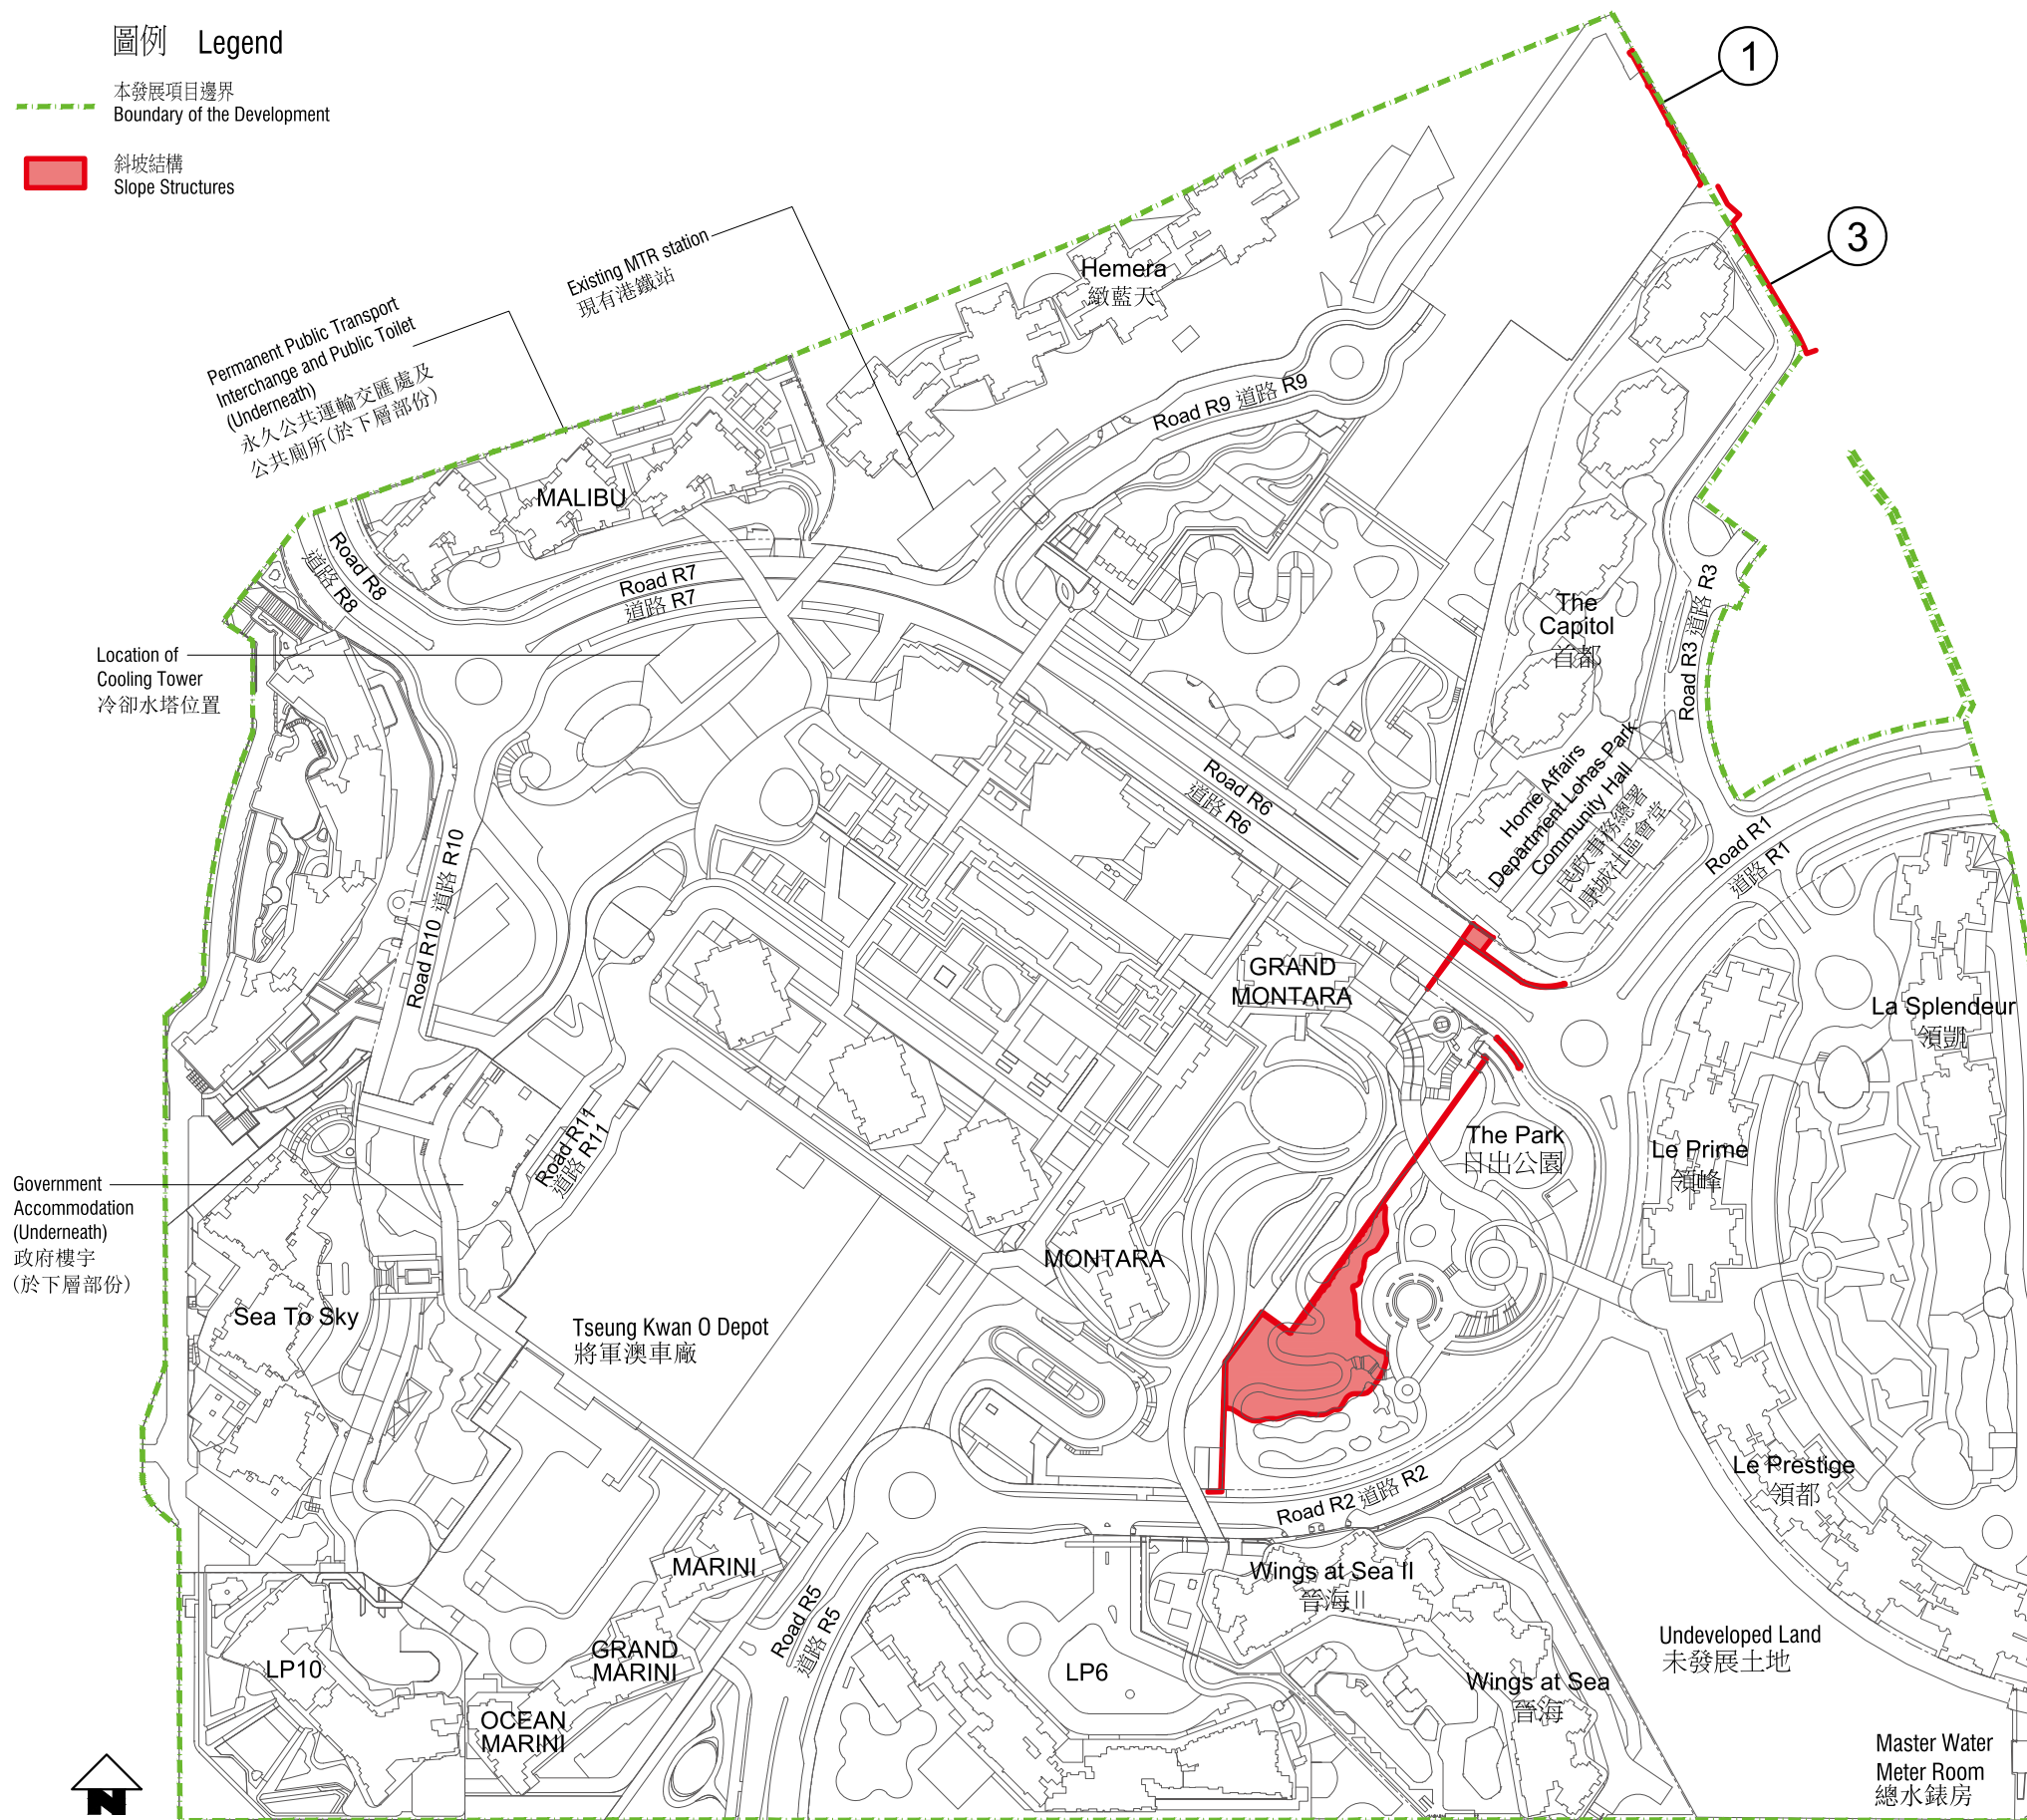 圖例 Legend
本發展項目邊界
Boundary of the Development
斜坡結構
Slope Structures
1
3
Existing MTR station
現有港鐵站
Permanent Public Transport
Interchange and Public Toilet
(Underneath)
永久公共運輸交匯處及
公共廁所(於下層部份)
Hemera
緻藍天
Road R9 道路 R9
MALIBU
Road R8
道路 R8
Road R7
道路 R7
The
Capitol
首都
Road R3 道路 R3
Location of
Cooling Tower
冷卻水塔位置
Home Affairs
Department Lohas Park
Community Hall
民政事務總署
康城社區會堂
Road R6
道路 R6
Road R1
道路 R1
Road R10 道路 R10
GRAND
MONTARA
La Splendeur
領凱
Road R11
道路 R11
The Park
日出公園
Le Prime
領峰
Government
Accommodation
(Underneath)
政府樓宇
(於下層部份)
MONTARA
Sea To Sky
Tseung Kwan O Depot
將軍澳車廠
Le Prestige
領都
Road R2 道路 R2
MARINI
Wings at Sea II
晉海 II
Road R5
道路 R5
GRAND
MARINI
LP10
LP6
Undeveloped Land
未發展土地
Wings at Sea
晉海
OCEAN
MARINI
Master Water
Meter Room
總水錶房
N